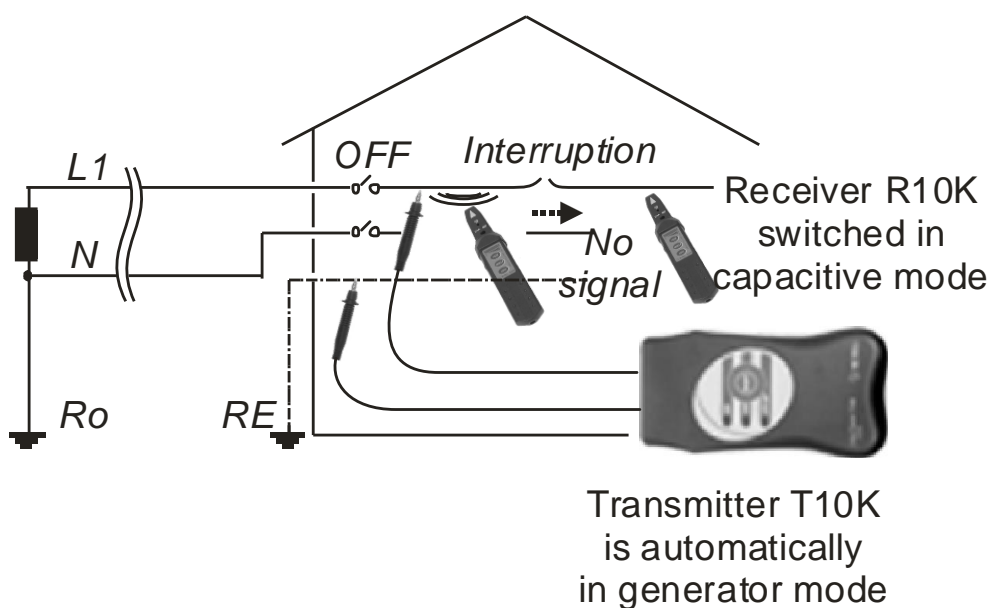 L1
OFF
Interruption
N
No
signal
Receiver R10K
switched in
capacitive mode
Ro
RE
Transmitter T10K
is automatically
in generator mode